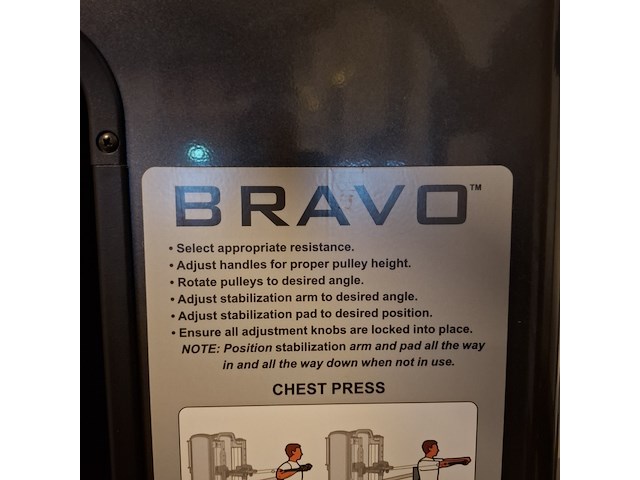 BRAVO™
• Select appropriate resistance.
• Adjust handles for proper pulley height.
• Rotate pulleys to desired angle.
• Adjust stabilization arm to desired angle.
• Adjust stabilization pad to desired position.
• Ensure all adjustment knobs are locked into place.
NOTE: Position stabilization arm and pad all the way
in and all the way down when not in use.
CHEST PRESS